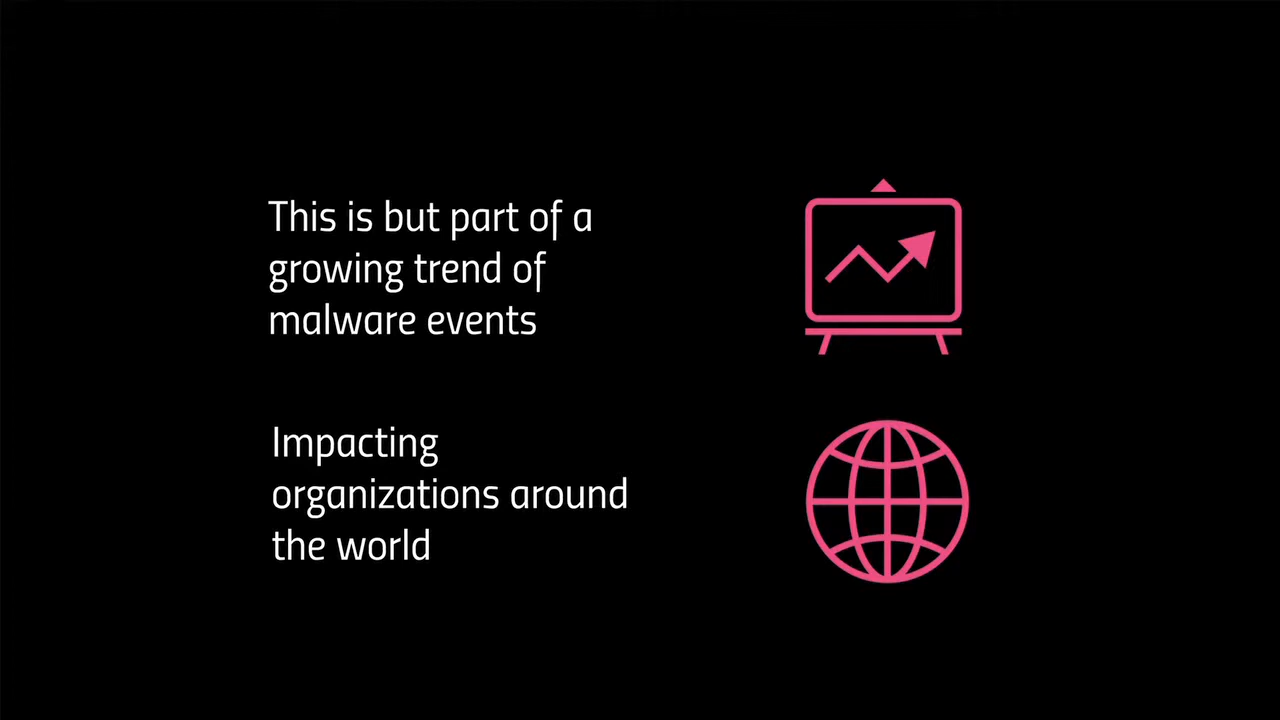 This is but part of a
growing trend of
malware events
Impacting
organizations around
the world